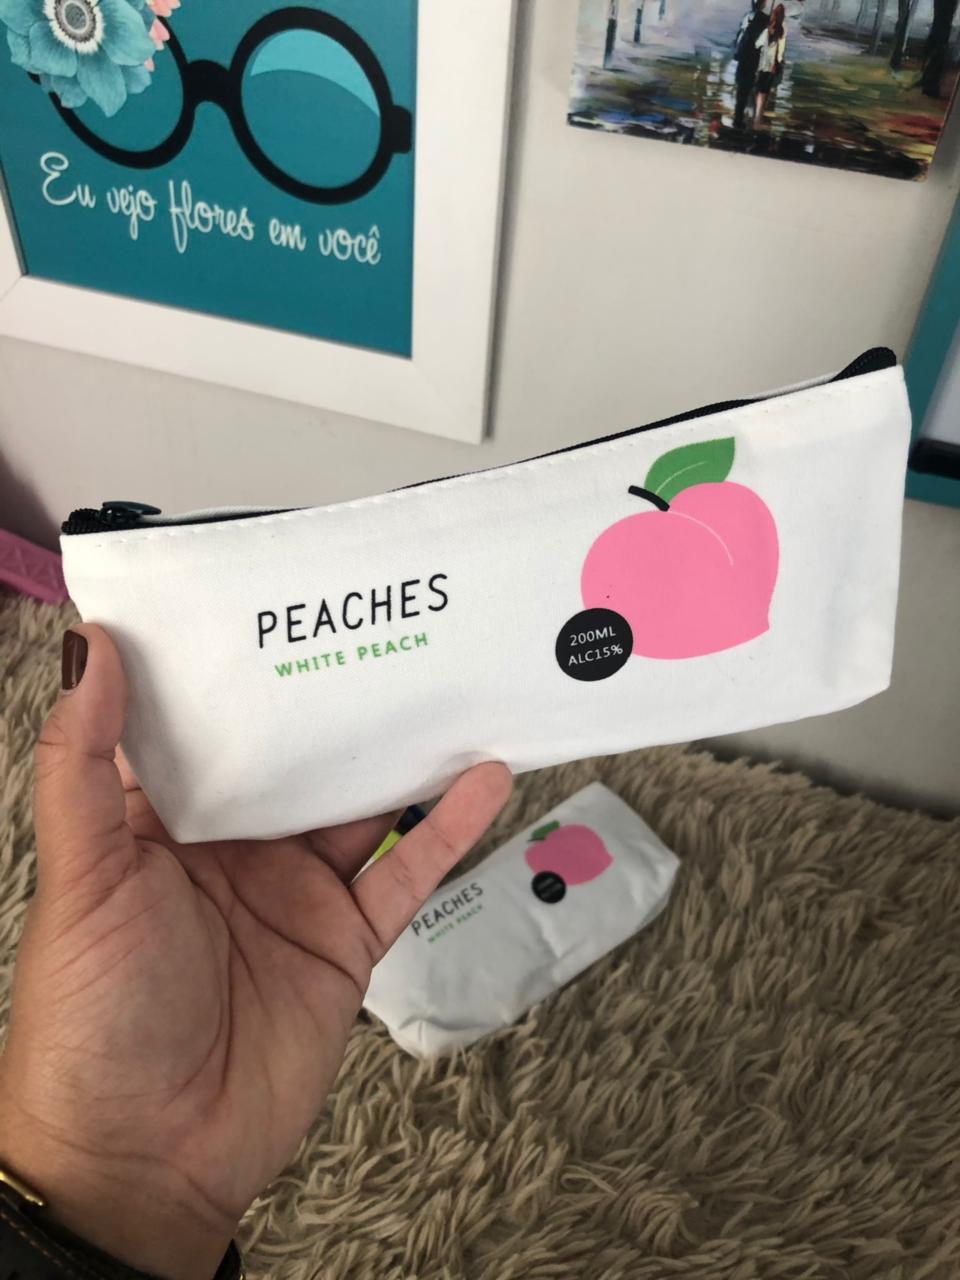 Eu vejo flores em você
PEACHES
WHITE PEACH
200ML
ALC15%
PEACHES
WHITE PEACH